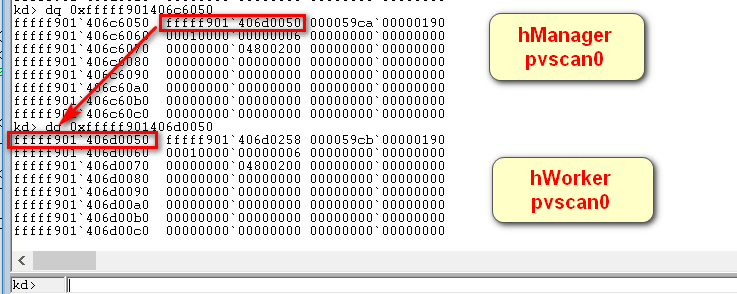 kd> dq 0xfffff901406c6050
fffff901`406c6050 fffff901`406d0050 000059ca`00000190
fffff901`406c6060 00010000`00000006 00000000`00000000
fffff901`406c6070 00000000`04800200 00000000`00000000
fffff901`406c6080 00000000`00000000 00000000`00000000
fffff901`406c6090 00000000`00000000 00000000`00000000
fffff901`406c60a0 00000000`00000000 00000000`00000000
fffff901`406c60b0 00000000`00000000 00000000`00000000
fffff901`406c60c0 00000000`00000000 00000000`00000000
kd> dq 0xfffff901406d0050
fffff901`406d0050 fffff901`406d0258 000059cb`00000190
fffff901`406d0060 00010000`00000006 00000000`00000000
fffff901`406d0070 00000000`04800200 00000000`00000000
fffff901`406d0080 00000000`00000000 00000000`00000000
fffff901`406d0090 00000000`00000000 00000000`00000000
fffff901`406d00a0 00000000`00000000 00000000`00000000
fffff901`406d00b0 00000000`00000000 00000000`00000000
fffff901`406d00c0 00000000`00000000 00000000`00000000
kd>
hManager
pvscan0
hWorker
pvscan0